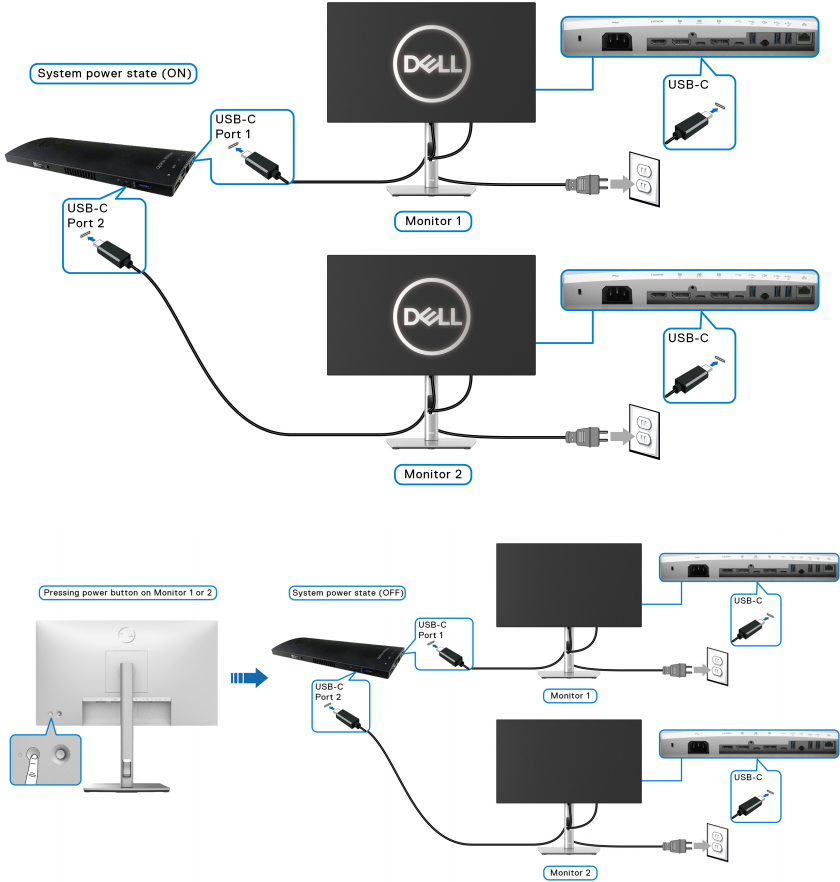 System power state (ON)
USB-C
Port 1
DELL
USB-C
Monitor 1
USB-C
Port 2
DELL
USB-C
Monitor 2
Pressing power button on Monitor 1 or 2
System power state (OFF)
USB-C
Port 1
USB-C
Monitor 1
USB-C
Port 2
USB-C
Monitor 2